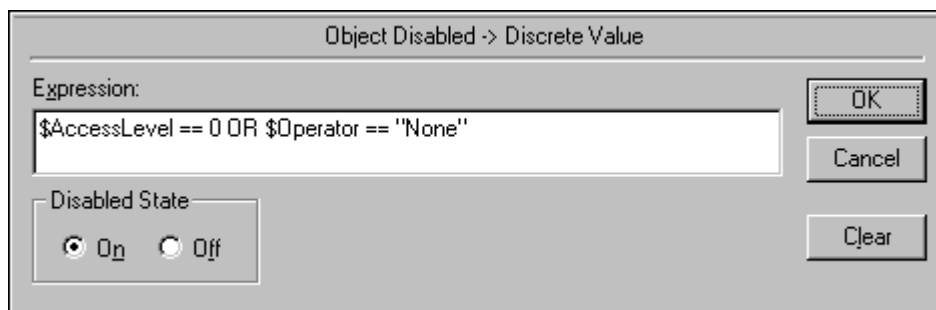 Object Disabled -> Discrete Value
Expression:
$AccessLevel == 0 OR $Operator == "None"
OK
Cancel
Disabled State
On Off
Clear